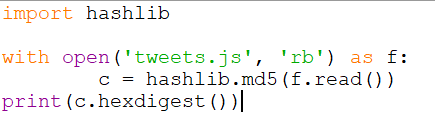 import hashlib

with open('tweets.js', 'rb') as f:
        c = hashlib.md5(f.read())
print(c.hexdigest())